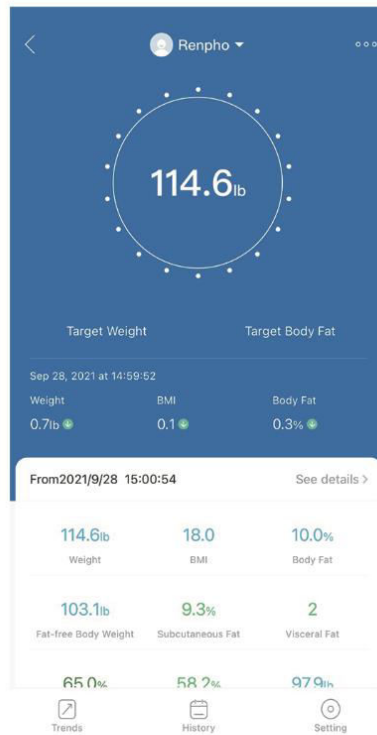 Renpho
114.6lb
Target Weight Target Body Fat
Sep 28, 2021 at 14:59:52
Weight BMI Body Fat
0.7lb 0.1 0.3%
From2021/9/28 15:00:54 See details >
114.6lb 18.0 10.0%
Weight BMI Body Fat
103.1lb 9.3% 2
Fat-free Body Weight Subcutaneous Fat Visceral Fat
65.0% 58.2% 97.9lb
Trends History Setting